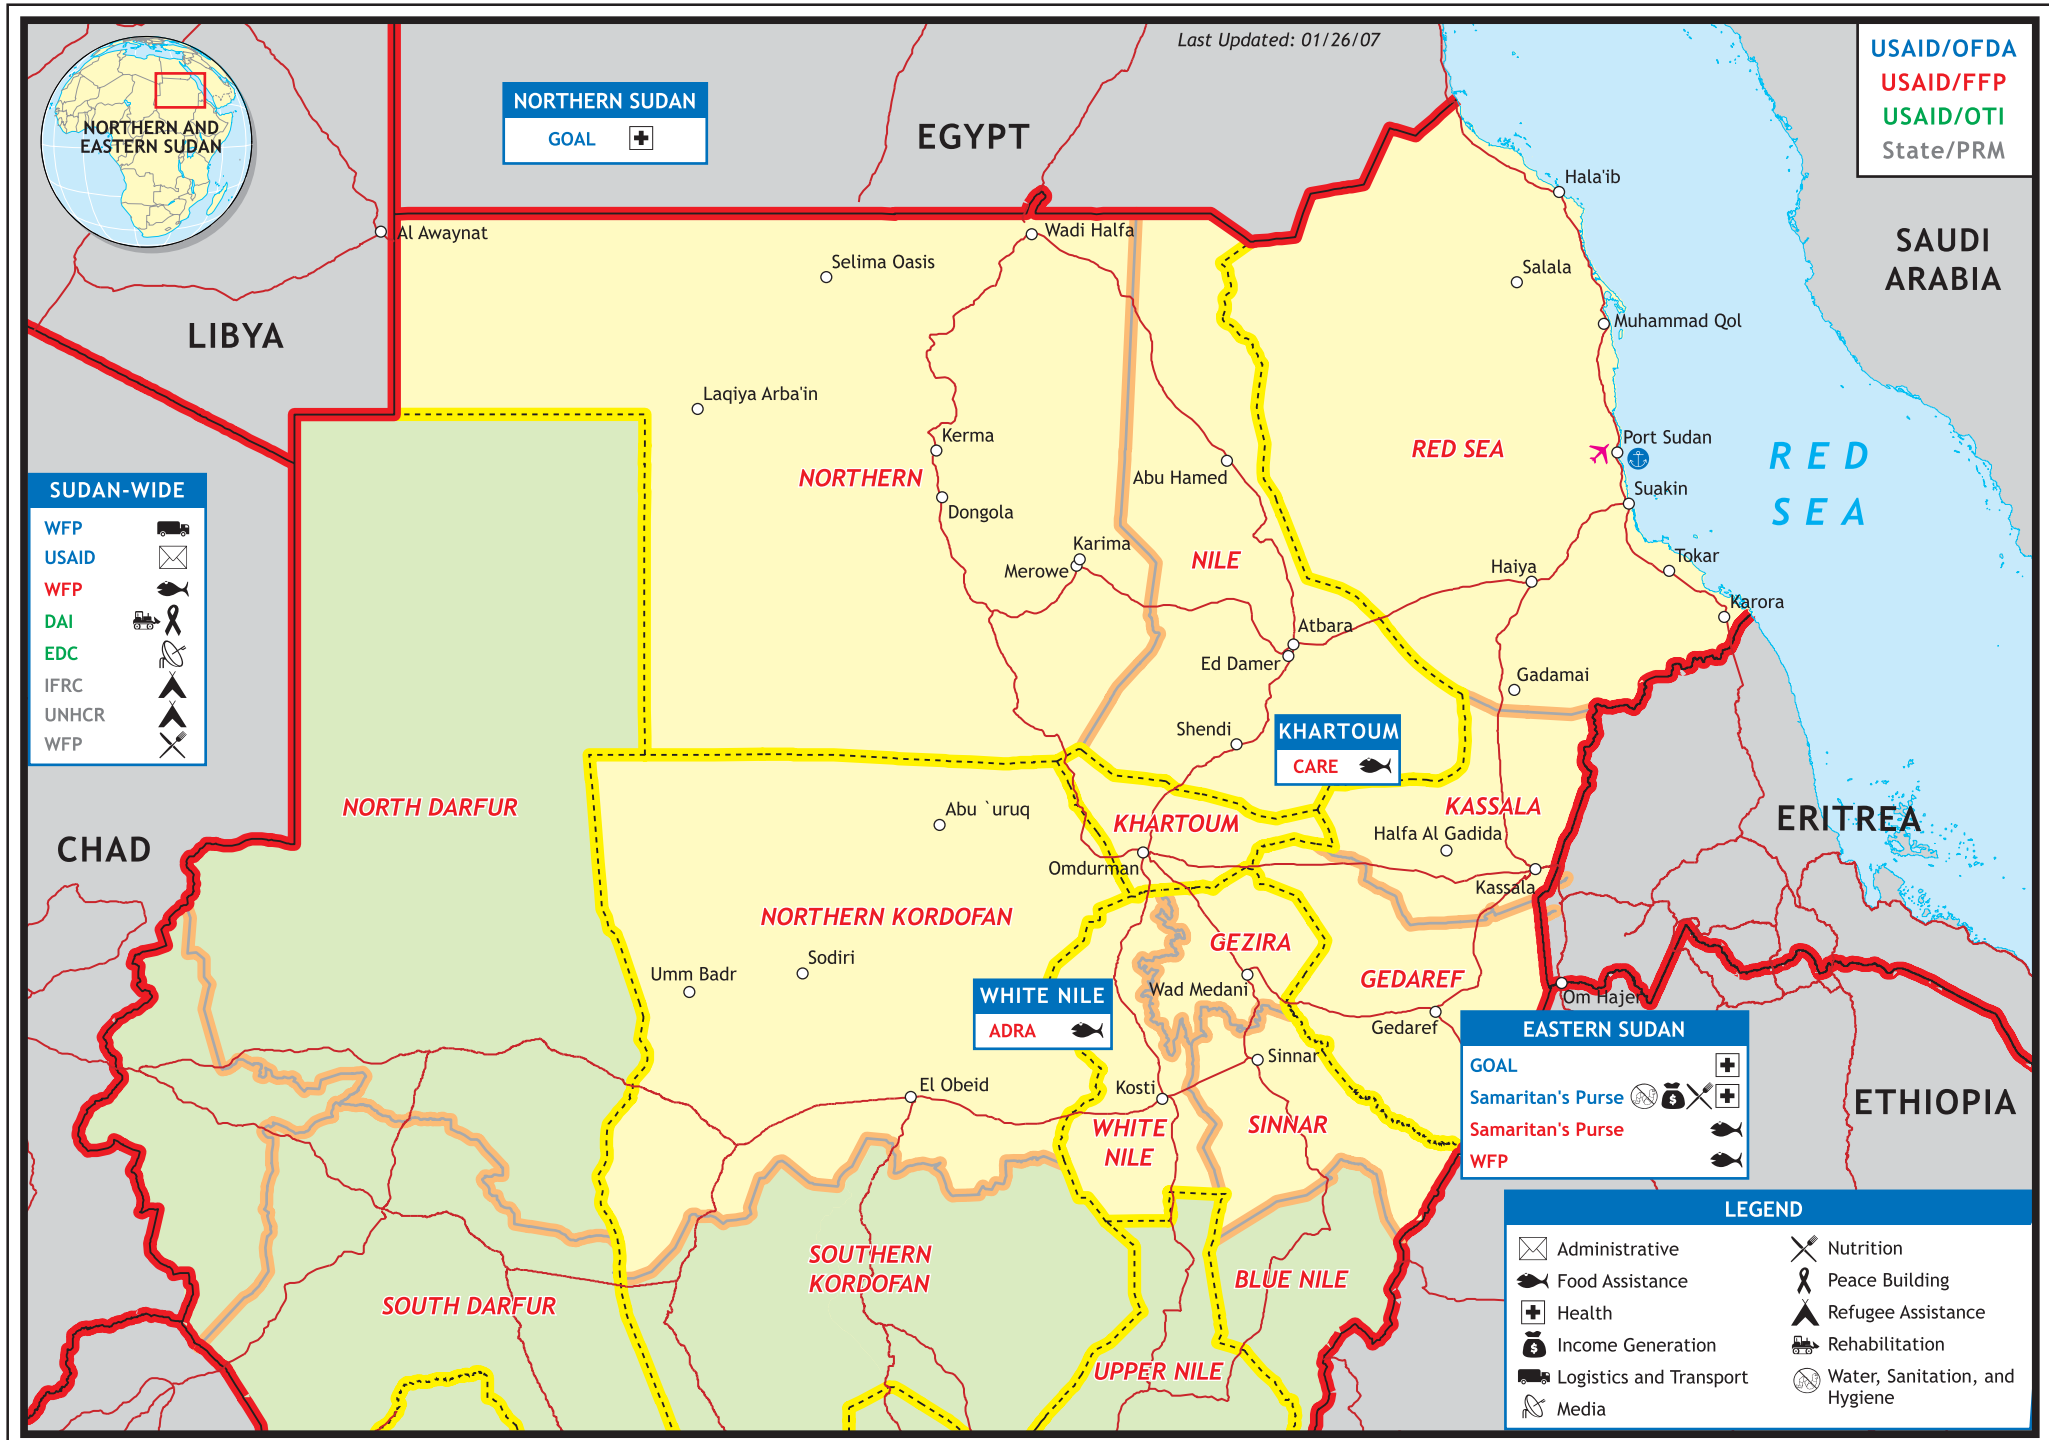 Last Updated: 01/26/07
USAID/OFDA
USAID/FFP
USAID/OTI
State/PRM
NORTHERN AND
EASTERN SUDAN
NORTHERN SUDAN
GOAL
EGYPT
LIBYA
SAUDI
ARABIA
CHAD
ERITREA
ETHIOPIA
RED
SEA
Al Awaynat
Wadi Halfa
Selima Oasis
Hala'ib
Salala
Muhammad Qol
Laqiya Arba'in
Kerma
NORTHERN
Dongola
Abu Hamed
RED SEA
Port Sudan
Suakin
Karima
Merowe
NILE
Haiya
Tokar
Karora
Atbara
Ed Damer
Gadamai
Shendi
SUDAN-WIDE
WFP
USAID
WFP
DAI
EDC
IFRC
UNHCR
WFP
KHARTOUM
CARE
NORTH DARFUR
Abu `uruq
KHARTOUM
KASSALA
Halfa Al Gadida
Omdurman
Kassala
NORTHERN KORDOFAN
GEZIRA
Sodiri
Umm Badr
GEDAREF
Wad Medani
Om Hajer
Gedaref
WHITE NILE
ADRA
Sinnar
El Obeid
Kosti
WHITE
NILE
SINNAR
EASTERN SUDAN
GOAL
Samaritan's Purse
Samaritan's Purse
WFP
SOUTHERN
KORDOFAN
SOUTH DARFUR
BLUE NILE
UPPER NILE
LEGEND
Administrative
Food Assistance
Health
Income Generation
Logistics and Transport
Media
Nutrition
Peace Building
Refugee Assistance
Rehabilitation
Water, Sanitation, and
Hygiene